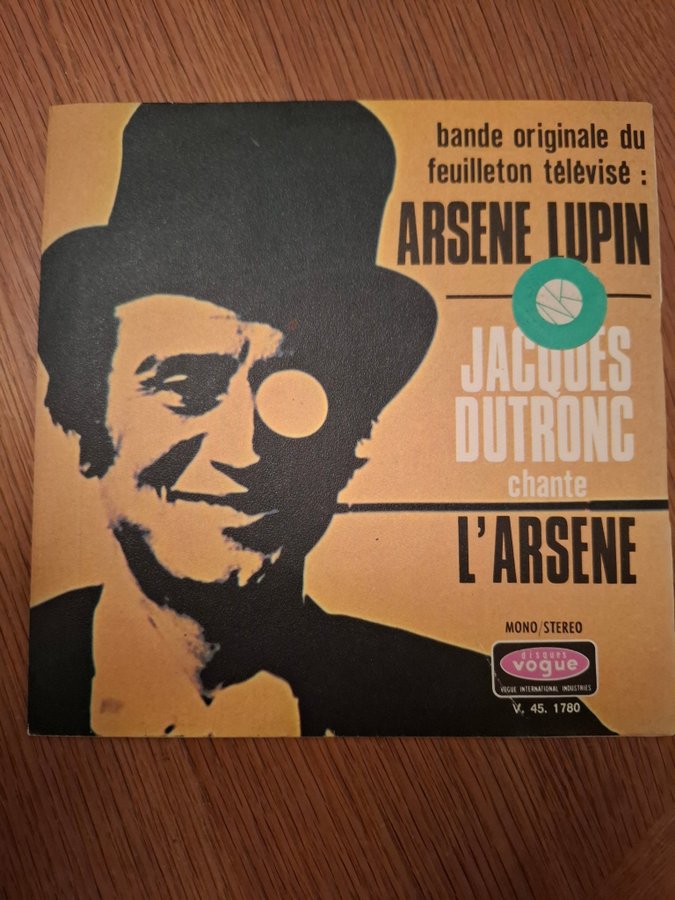 bande originale du
feuilleton télévisé :
ARSENE LUPIN
JACQUES
DUTRONC
chante
L'ARSENE
MONO/STEREO
disques
vogue
VOGUE INTERNATIONAL INDUSTRIES
V. 45. 1780